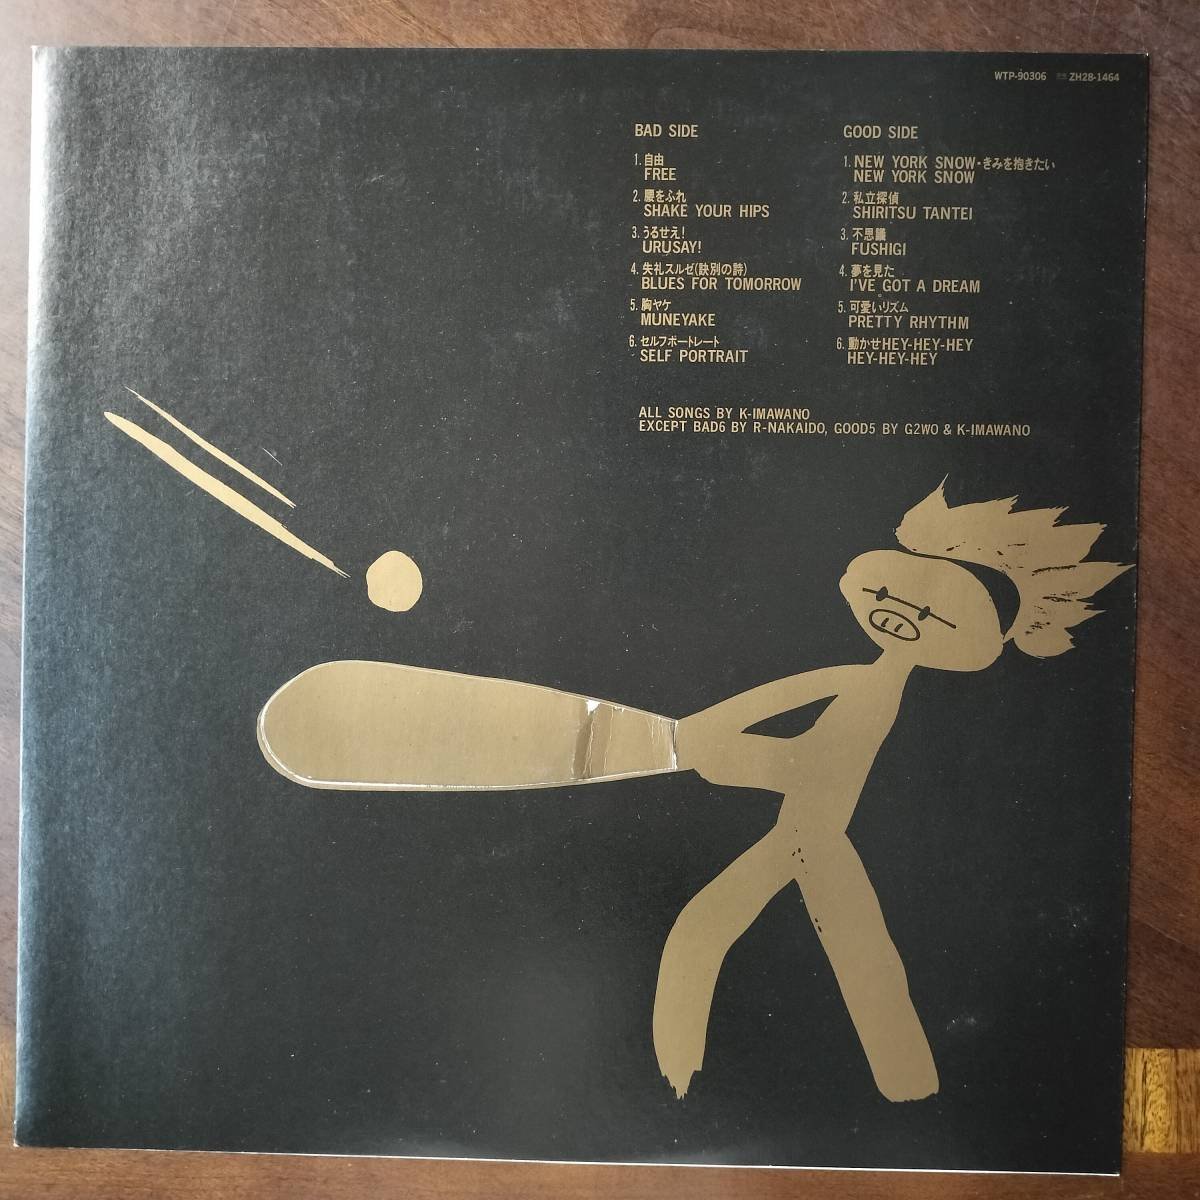 WTP-90306 ZH28-1464
BAD SIDE
1. 自由
FREE
2. 腰をふれ
SHAKE YOUR HIPS
3. うるせえ!
URUSAY!
4. 失礼スルゼ(訣別の詩)
BLUES FOR TOMORROW
5. 胸ヤケ
MUNEYAKE
6. セルフポートレート
SELF PORTRAIT
GOOD SIDE
1. NEW YORK SNOW・きみを抱きたい
NEW YORK SNOW
2. 私立探偵
SHIRITSU TANTEI
3. 不思議
FUSHIGI
4. 夢を見た
I'VE GOT A DREAM
5. 可愛いリズム
PRETTY RHYTHM
6. 動かせHEY-HEY-HEY
HEY-HEY-HEY
ALL SONGS BY K-IMAWANO
EXCEPT BAD6 BY R-NAKAIDO, GOOD5 BY G2WO & K-IMAWANO